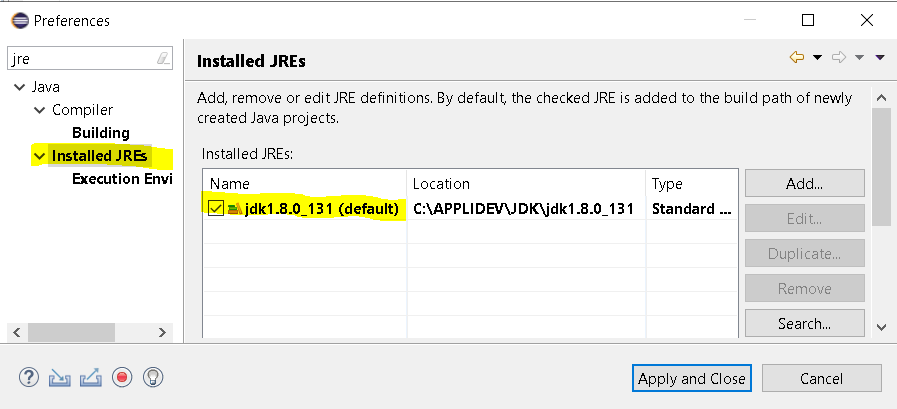 Preferences
jre
Java
Compiler
Building
Installed JREs
Execution Envi
Installed JREs
Add, remove or edit JRE definitions. By default, the checked JRE is added to the build path of newly
created Java projects.
Installed JREs:
Name Location Type
jdk1.8.0_131 (default) C:\APPLIDEV\JDK\jdk1.8.0_131 Standard ...
Add...
Edit...
Duplicate...
Remove
Search...
Apply and Close Cancel